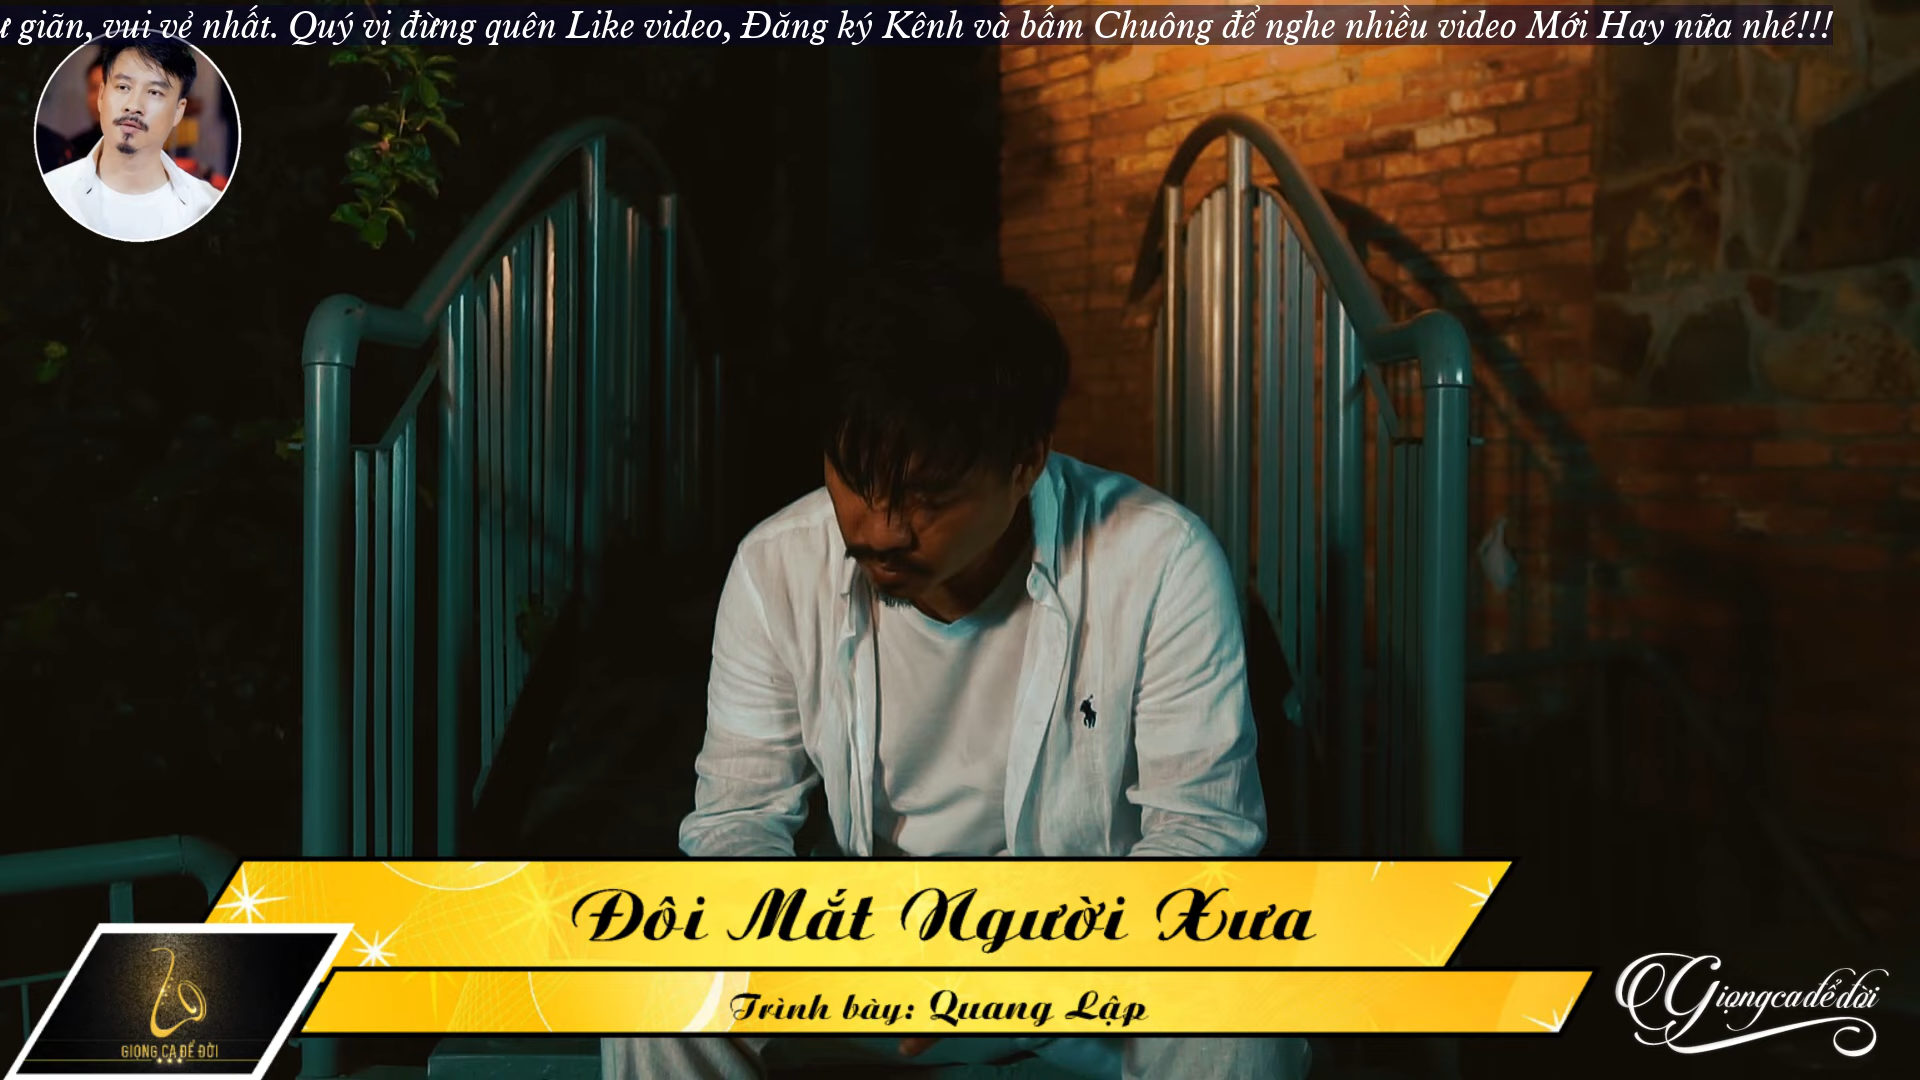 giãn, vui vẻ nhất. Quý vị đừng quên Like video, Đăng ký Kênh và bấm Chuông để nghe nhiều video Mới Hay nữa nhé!!!
Đôi Mắt Người Xưa
Trình bày: Quang Lập
GIỌNG CA ĐỂ ĐỜI
Giọngcađểđời